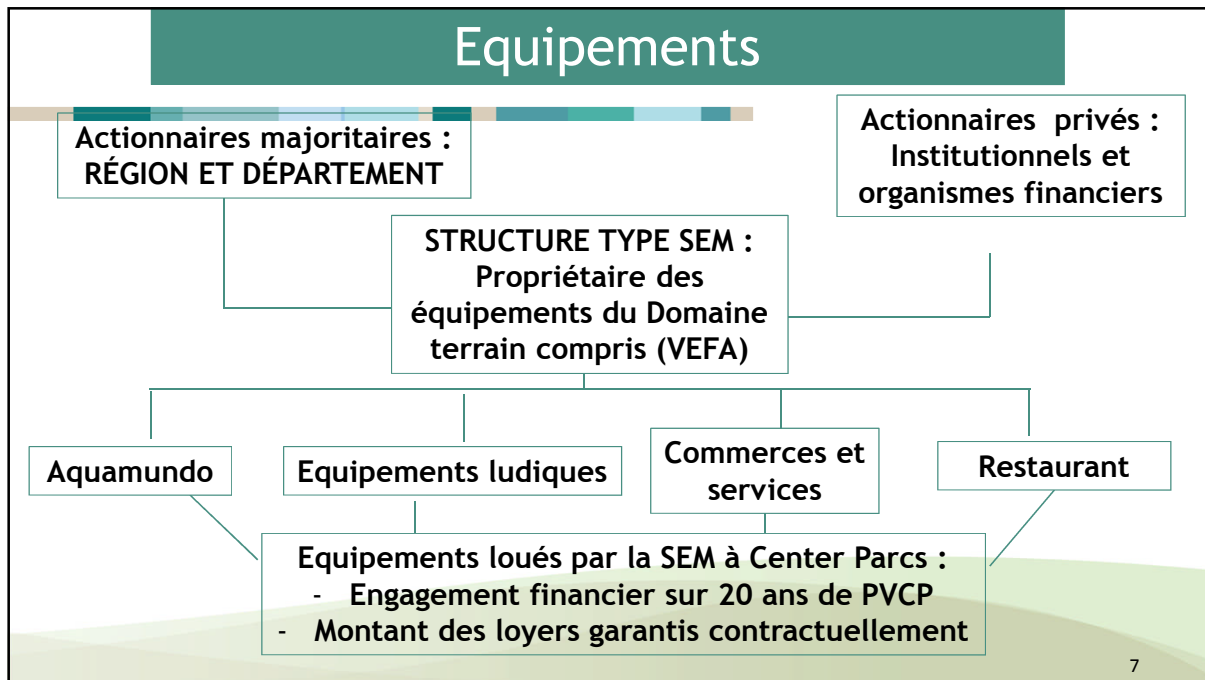 Equipements
Actionnaires majoritaires :
RÉGION ET DÉPARTEMENT
Actionnaires privés :
Institutionnels et
organismes financiers
STRUCTURE TYPE SEM :
Propriétaire des
équipements du Domaine
terrain compris (VEFA)
Aquamundo
Equipements ludiques
Commerces et
services
Restaurant
Equipements loués par la SEM à Center Parcs :
- Engagement financier sur 20 ans de PVCP
- Montant des loyers garantis contractuellement
7